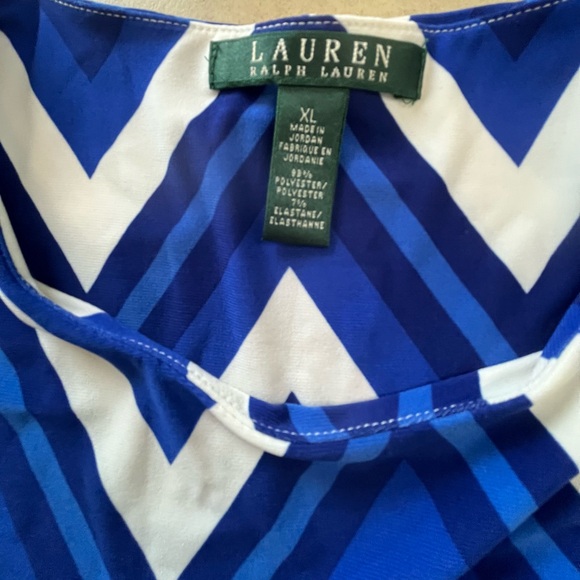 LAUREN
RALPH LAUREN
XL
MADE IN
JORDAN
FABRIQUE EN
JORDANIE
93%
POLYESTER/
POLYESTER
7%
ELASTANE/
ELASTHANNE